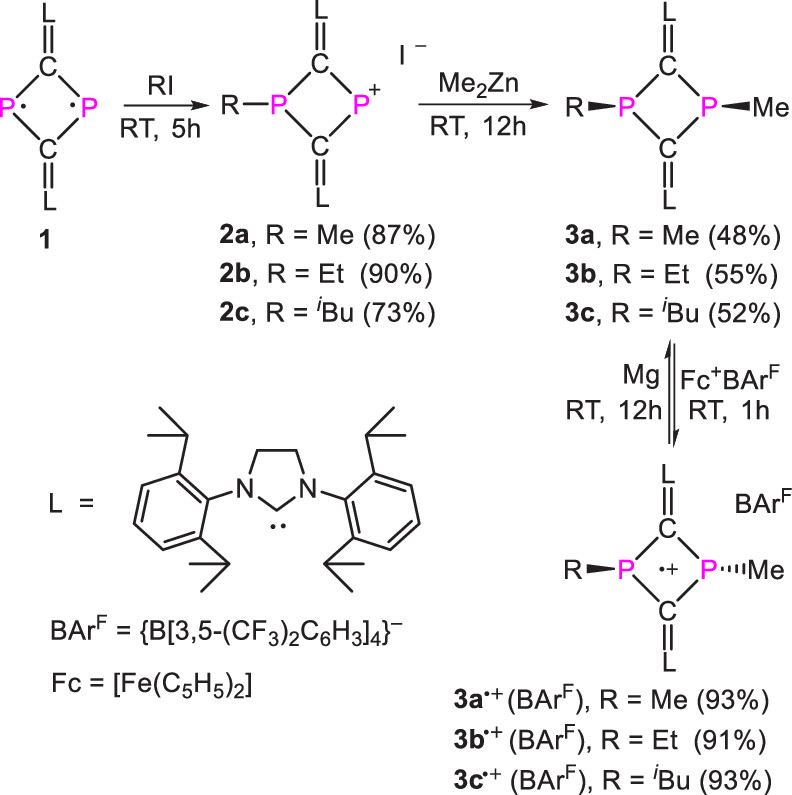 L L L
C C C
P· ·P RI R–P P⁺ I⁻ Me₂Zn R P P Me
RT, 5h RT, 12h
C C C
L L L
1 2a, R = Me (87%) 3a, R = Me (48%)
2b, R = Et (90%) 3b, R = Et (55%)
2c, R = ⁱBu (73%) 3c, R = ⁱBu (52%)
Mg Fc⁺BArᶠ
RT, 12h RT, 1h
L = N N ··
L BArᶠ
C
R P ·+ P Me
C
L
BArᶠ = {B[3,5-(CF₃)₂C₆H₃]₄}⁻
Fc = [Fe(C₅H₅)₂]
3a·⁺ (BArᶠ), R = Me (93%)
3b·⁺ (BArᶠ), R = Et (91%)
3c·⁺ (BArᶠ), R = ⁱBu (93%)